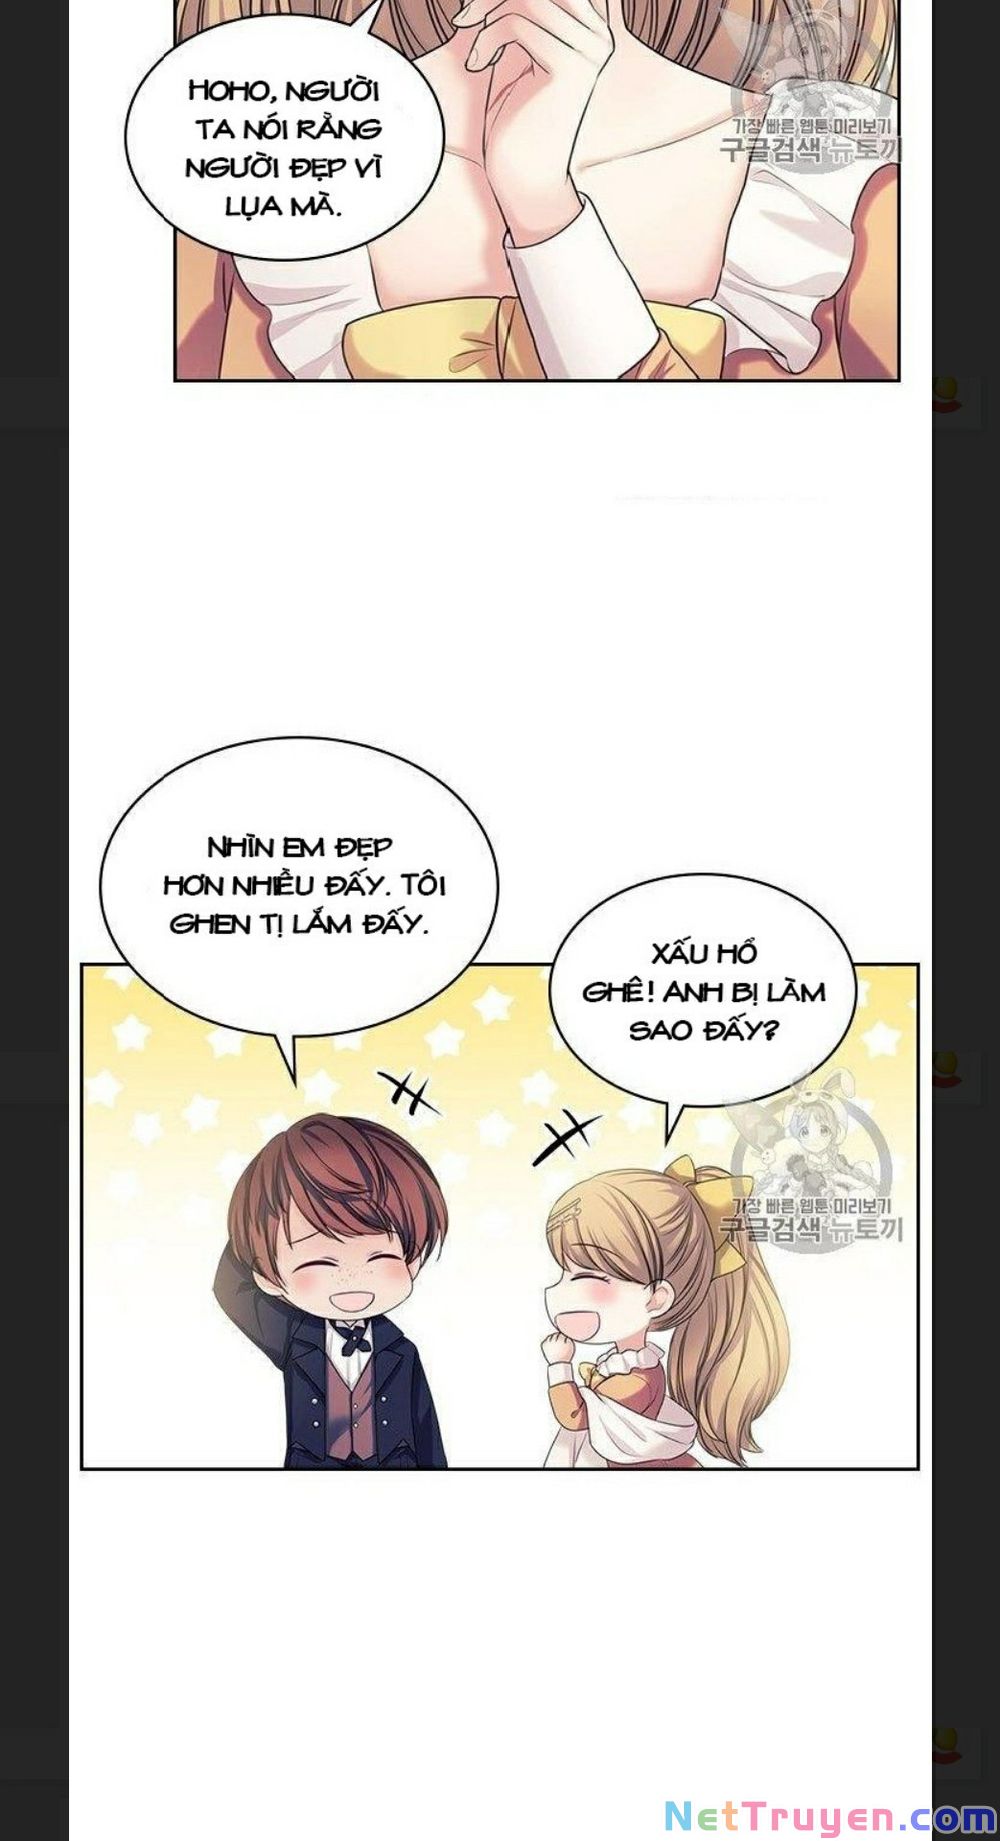 HOHO, NGƯỜI
TA NÓI RẰNG
NGƯỜI ĐẸP VÌ
LỤA MÀ.
가장 빠른 웹툰 미리보기
구글검색 뉴토끼
NHÌN EM ĐẸP
HƠN NHIỀU ĐẤY. TÔI
GHEN TỊ LẮM ĐẤY.
XẤU HỔ
GHÊ! ANH BỊ LÀM
SAO ĐẤY?
가장 빠른 웹툰 미리보기
구글검색 뉴토끼
NetTruyen.com